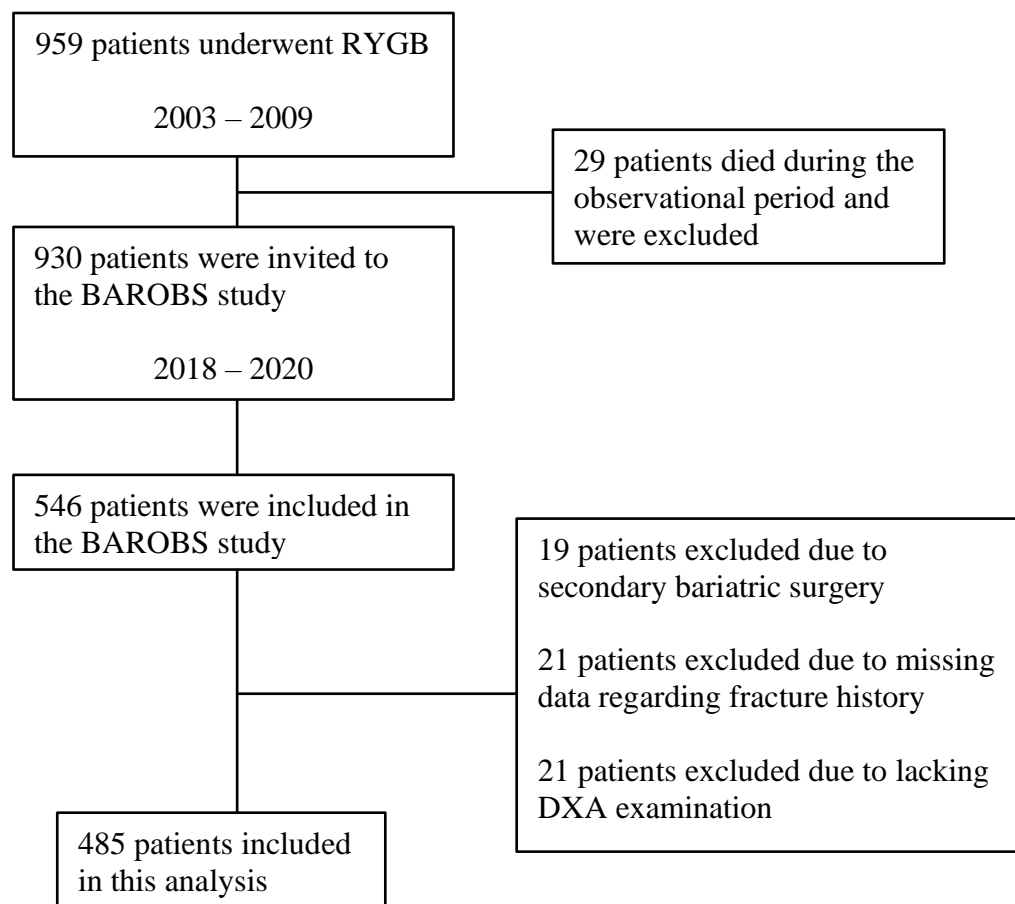 959 patients underwent RYGB
2003 – 2009
29 patients died during the
observational period and
were excluded
930 patients were invited to
the BAROBS study
2018 – 2020
546 patients were included in
the BAROBS study
19 patients excluded due to
secondary bariatric surgery
21 patients excluded due to missing
data regarding fracture history
21 patients excluded due to lacking
DXA examination
485 patients included
in this analysis